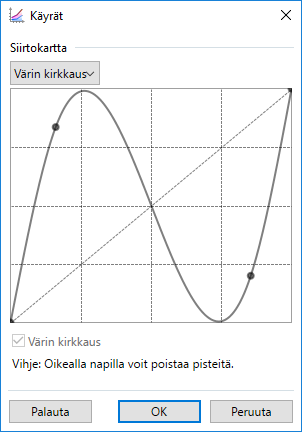 Käyrät
Siirtokartta
Värin kirkkaus
Värin kirkkaus
Vihje: Oikealla napilla voit poistaa pisteitä.
Palauta
OK
Peruuta